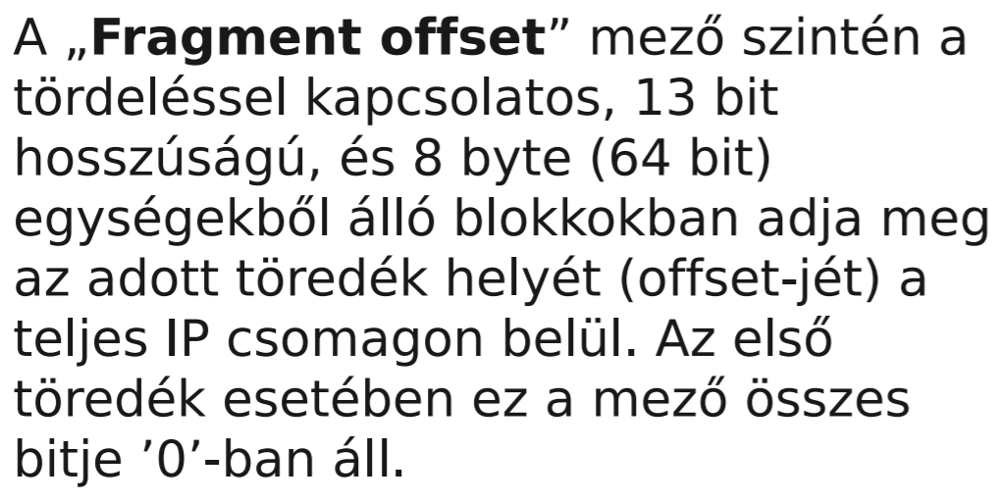 A „Fragment offset” mező szintén a
tördeléssel kapcsolatos, 13 bit
hosszúságú, és 8 byte (64 bit)
egységekből álló blokkokban adja meg
az adott töredék helyét (offset-jét) a
teljes IP csomagon belül. Az első
töredék esetében ez a mező összes
bitje ’0’-ban áll.